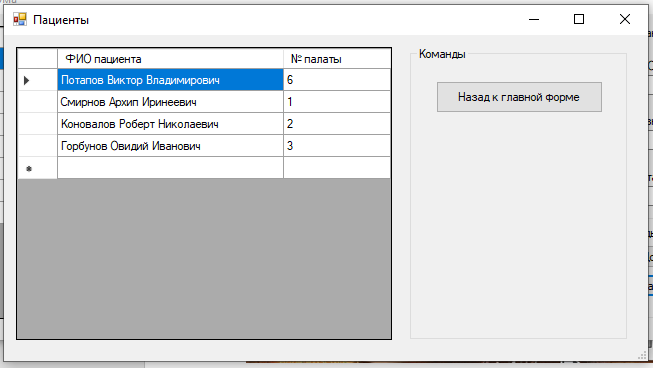 Пациенты
ФИО пациента № палаты
Потапов Виктор Владимирович 6
Смирнов Архип Иринеевич 1
Коновалов Роберт Николаевич 2
Горбунов Овидий Иванович 3
Команды
Назад к главной форме